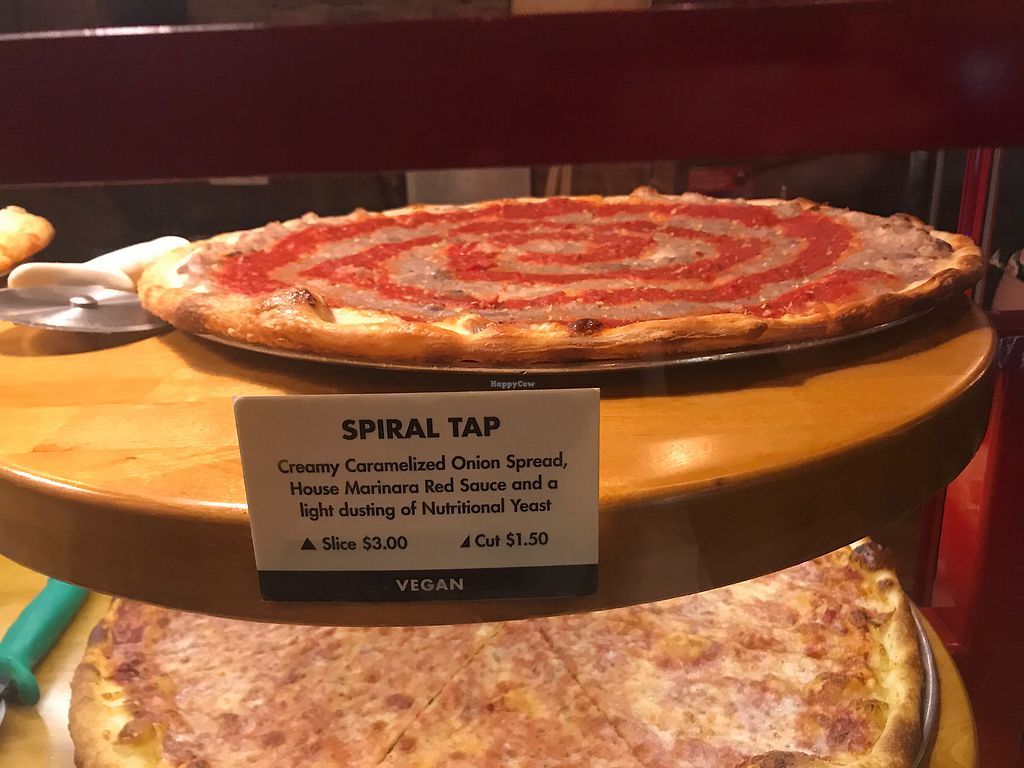 HappyCow
SPIRAL TAP
Creamy Caramelized Onion Spread,
House Marinara Red Sauce and a
light dusting of Nutritional Yeast
Slice $3.00 Cut $1.50
VEGAN